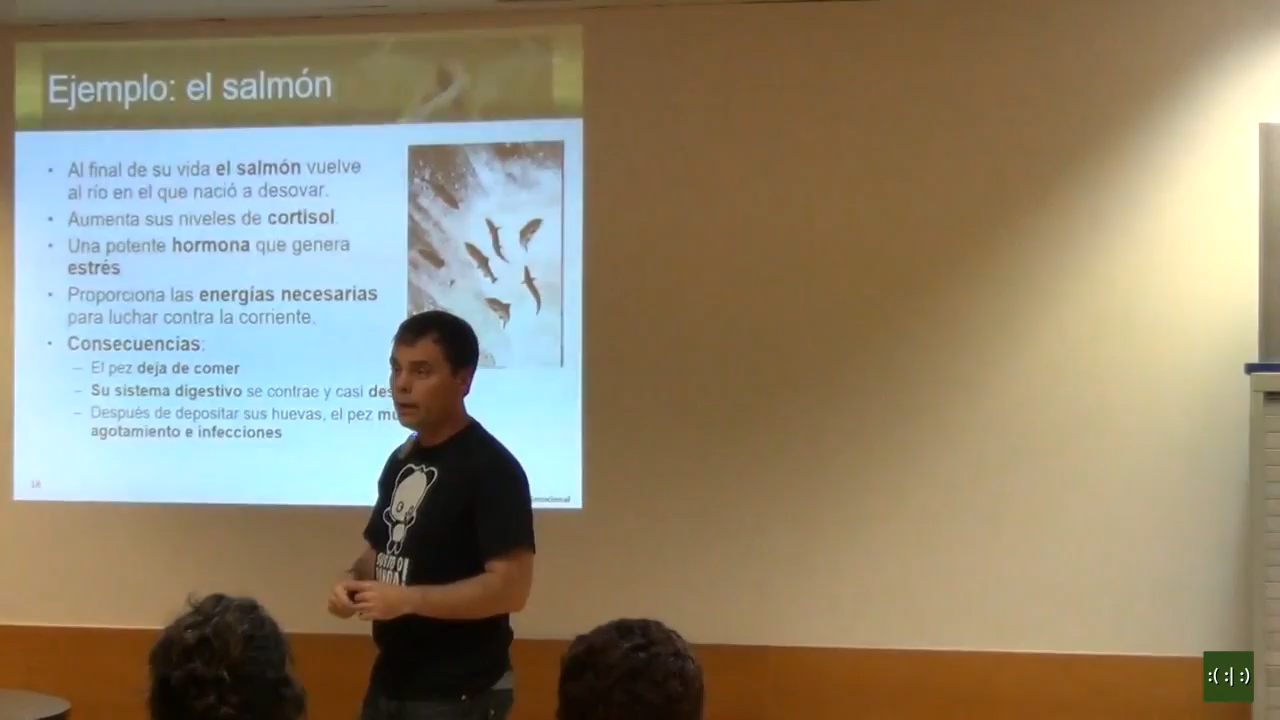 Ejemplo: el salmón
• Al final de su vida el salmón vuelve
al río en el que nació a desovar.
• Aumenta sus niveles de cortisol.
• Una potente hormona que genera
estrés
• Proporciona las energías necesarias
para luchar contra la corriente.
• Consecuencias:
– El pez deja de comer
– Su sistema digestivo se contrae y casi des
– Después de depositar sus huevas, el pez mu
agotamiento e infecciones
:( :| :)